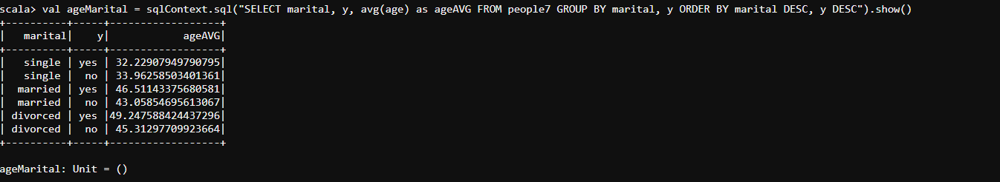 scala> val ageMarital = sqlContext.sql("SELECT marital, y, avg(age) as ageAVG FROM people7 GROUP BY marital, y ORDER BY marital DESC, y DESC").show()
+----------+-----+------------------+
|   marital|    y|            ageAVG|
+----------+-----+------------------+
|   single | yes | 32.22907949790795|
|   single |  no | 33.96258503401361|
|  married | yes | 46.51143375680581|
|  married |  no | 43.05854695613067|
| divorced | yes |49.247588424437296|
| divorced |  no | 45.31297709923664|
+----------+-----+------------------+
ageMarital: Unit = ()